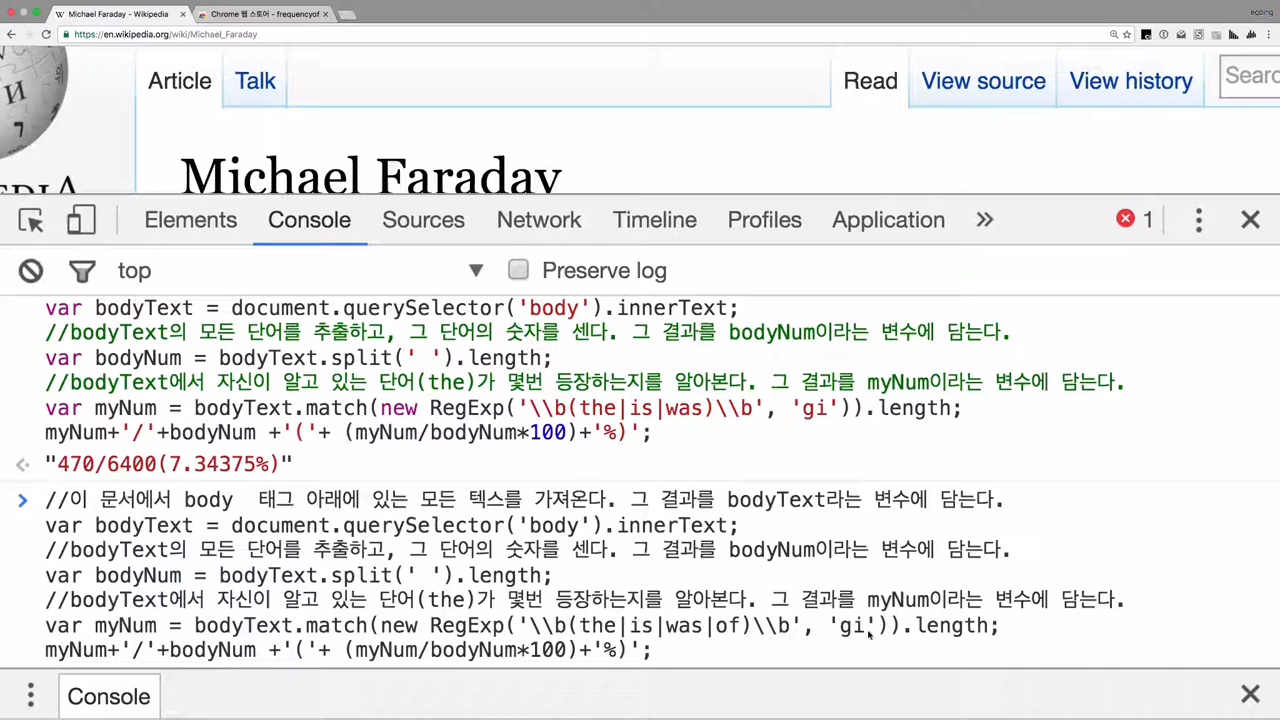 Michael Faraday - Wikipedia
Chrome 웹 스토어 - frequencyof
egoing
https://en.wikipedia.org/wiki/Michael_Faraday
Article Talk Read View source View history Searc
Michael Faraday
Elements Console Sources Network Timeline Profiles Application » 1
top Preserve log
var bodyText = document.querySelector('body').innerText;
//bodyText의 모든 단어를 추출하고, 그 단어의 숫자를 센다. 그 결과를 bodyNum이라는 변수에 담는다.
var bodyNum = bodyText.split(' ').length;
//bodyText에서 자신이 알고 있는 단어(the)가 몇번 등장하는지를 알아본다. 그 결과를 myNum이라는 변수에 담는다.
var myNum = bodyText.match(new RegExp('\\b(the|is|was)\\b', 'gi')).length;
myNum+'/'+bodyNum +'('+ (myNum/bodyNum*100)+'%)';
"470/6400(7.34375%)"
//이 문서에서 body  태그 아래에 있는 모든 텍스를 가져온다. 그 결과를 bodyText라는 변수에 담는다.
var bodyText = document.querySelector('body').innerText;
//bodyText의 모든 단어를 추출하고, 그 단어의 숫자를 센다. 그 결과를 bodyNum이라는 변수에 담는다.
var bodyNum = bodyText.split(' ').length;
//bodyText에서 자신이 알고 있는 단어(the)가 몇번 등장하는지를 알아본다. 그 결과를 myNum이라는 변수에 담는다.
var myNum = bodyText.match(new RegExp('\\b(the|is|was|of)\\b', 'gi')).length;
myNum+'/'+bodyNum +'('+ (myNum/bodyNum*100)+'%)';
Console